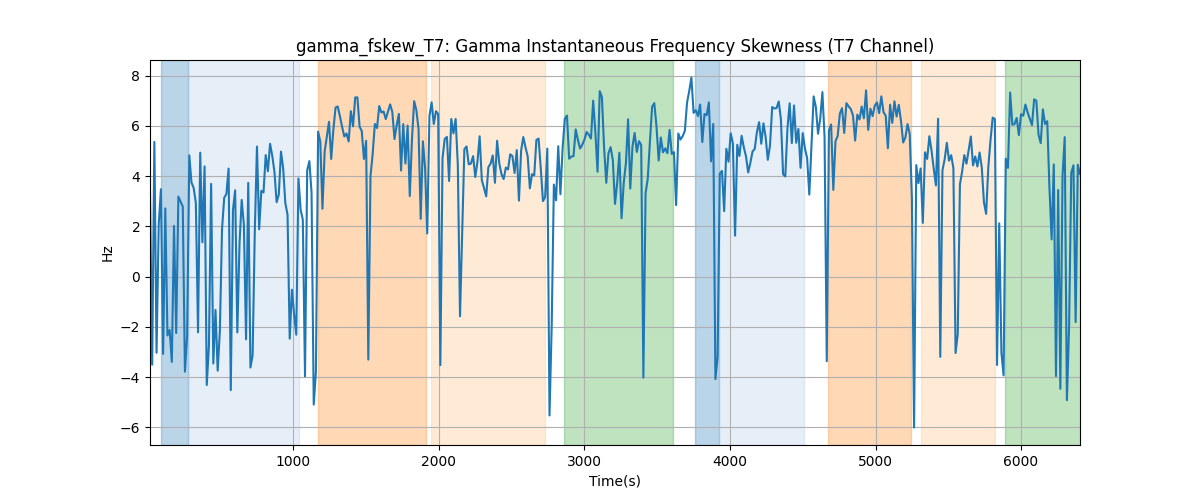 gamma_fskew_T7: Gamma Instantaneous Frequency Skewness (T7 Channel)
8
6
4
2
0
−2
−4
−6
Hz
1000 2000 3000 4000 5000 6000
Time(s)